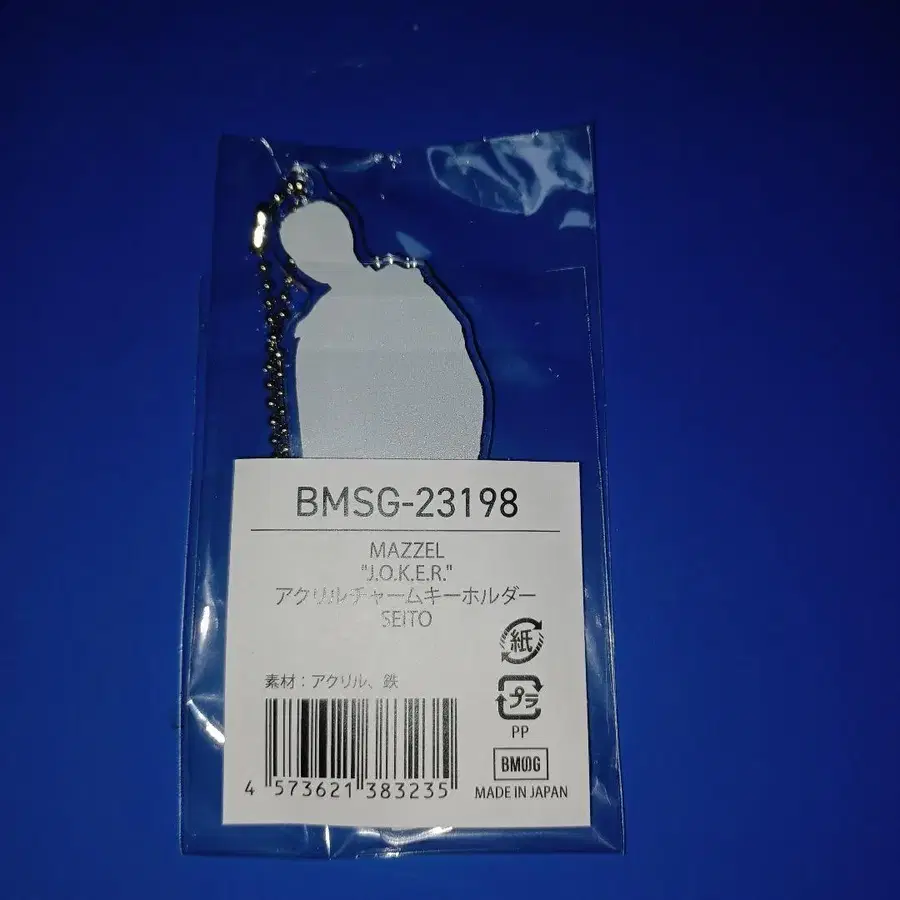 BMSG-23198
MAZZEL
"J.O.K.E.R."
アクリルチャームキーホルダー
SEITO
紙
素材：アクリル、鉄
プラ
PP
BMSG
4 573621 383235
MADE IN JAPAN